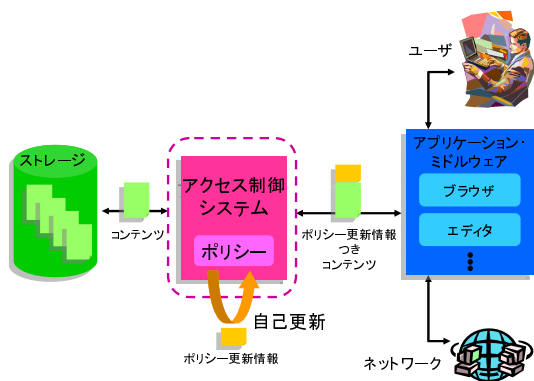 ユーザ
アプリケーション・
ミドルウェア
ブラウザ
エディタ
ストレージ
コンテンツ
アクセス制御
システム
ポリシー
ポリシー更新情報
つき
コンテンツ
自己更新
ポリシー更新情報
ネットワーク